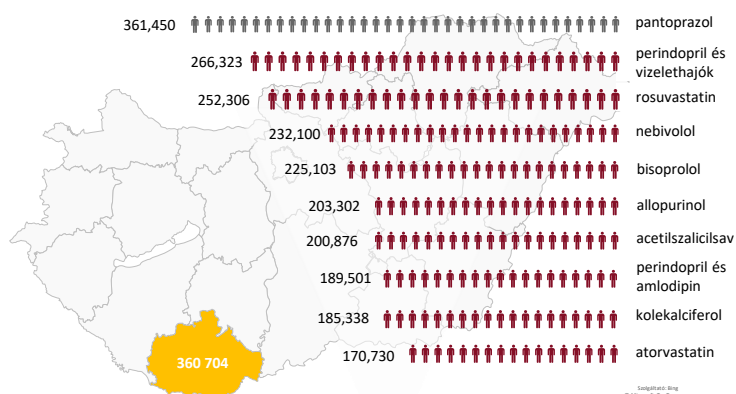 361,450 pantoprazol
266,323 perindopril és
vizelethajók
252,306 rosuvastatin
232,100 nebivolol
225,103 bisoprolol
203,302 allopurinol
200,876 acetilszalicilsav
189,501 perindopril és
amlodipin
185,338 kolekalciferol
170,730 atorvastatin
360 704
Szolgáltató: Bing